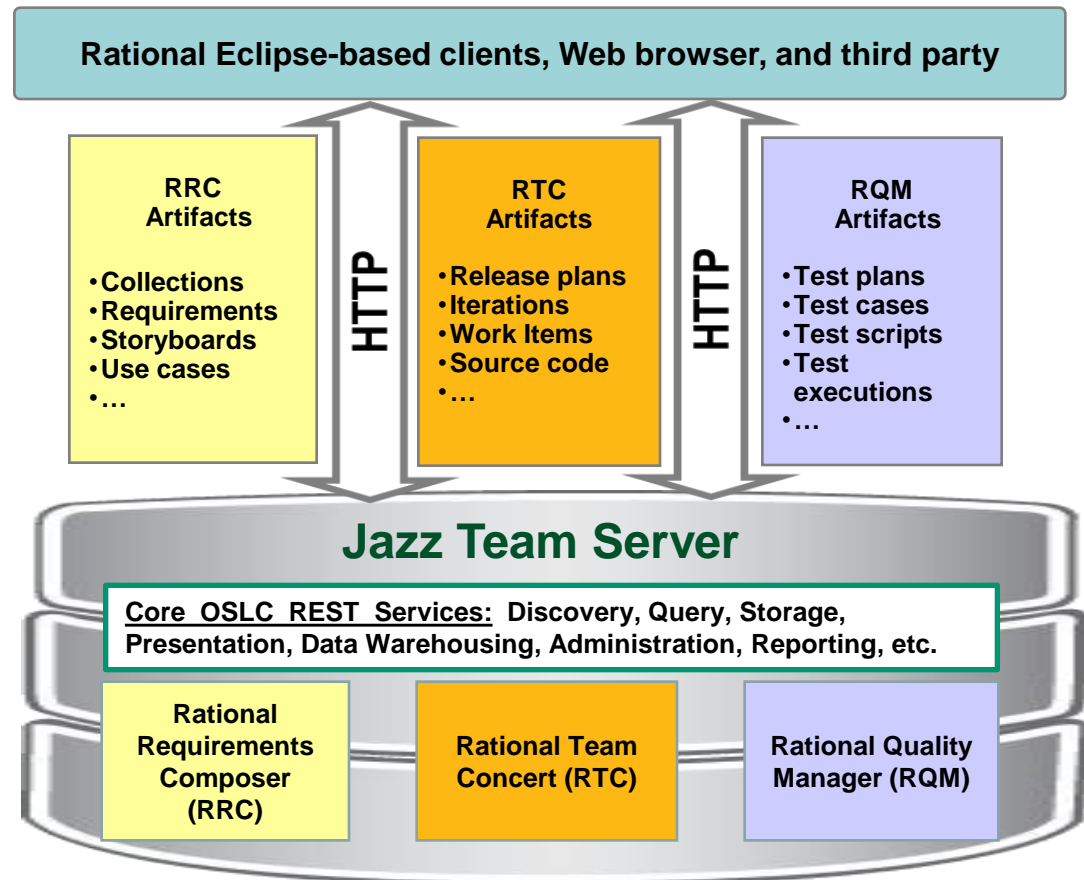 Rational Eclipse-based clients, Web browser, and third party
RRC
Artifacts
•Collections
•Requirements
•Storyboards
•Use cases
•…
HTTP
RTC
Artifacts
•Release plans
•Iterations
•Work Items
•Source code
•…
HTTP
RQM
Artifacts
•Test plans
•Test cases
•Test scripts
•Test
executions
•…
Jazz Team Server
Core OSLC REST Services: Discovery, Query, Storage,
Presentation, Data Warehousing, Administration, Reporting, etc.
Rational
Requirements
Composer
(RRC)
Rational Team
Concert (RTC)
Rational Quality
Manager (RQM)